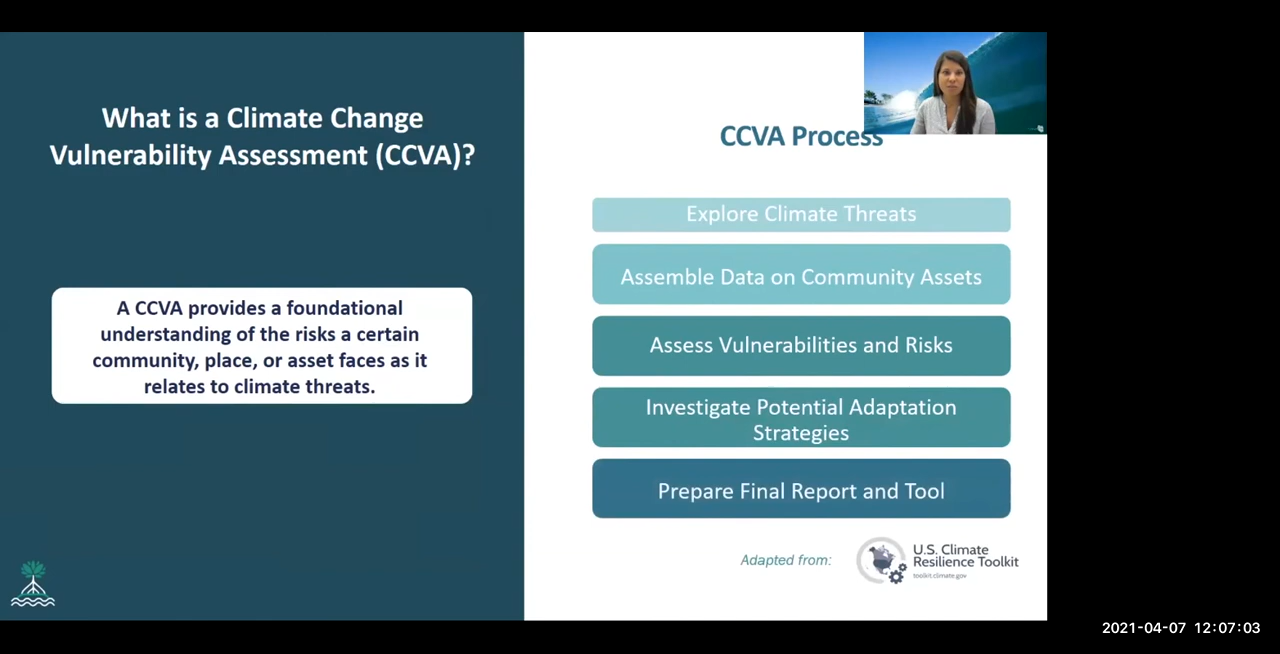 What is a Climate Change
Vulnerability Assessment (CCVA)?
A CCVA provides a foundational
understanding of the risks a certain
community, place, or asset faces as it
relates to climate threats.
CCVA Process
Explore Climate Threats
Assemble Data on Community Assets
Assess Vulnerabilities and Risks
Investigate Potential Adaptation
Strategies
Prepare Final Report and Tool
Adapted from:
U.S. Climate
Resilience Toolkit
toolkit.climate.gov
2021-04-07 12:07:03